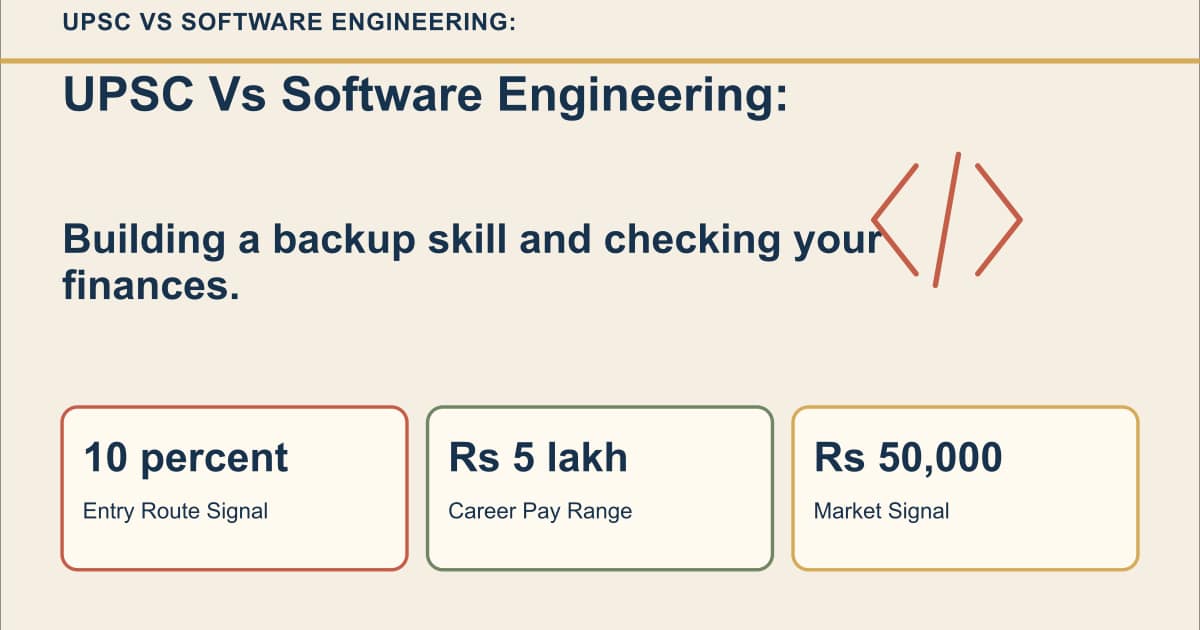 UPSC VS SOFTWARE ENGINEERING:
UPSC Vs Software Engineering:
Building a backup skill and checking your
finances.
10 percent
Entry Route Signal
Rs 5 lakh
Career Pay Range
Rs 50,000
Market Signal